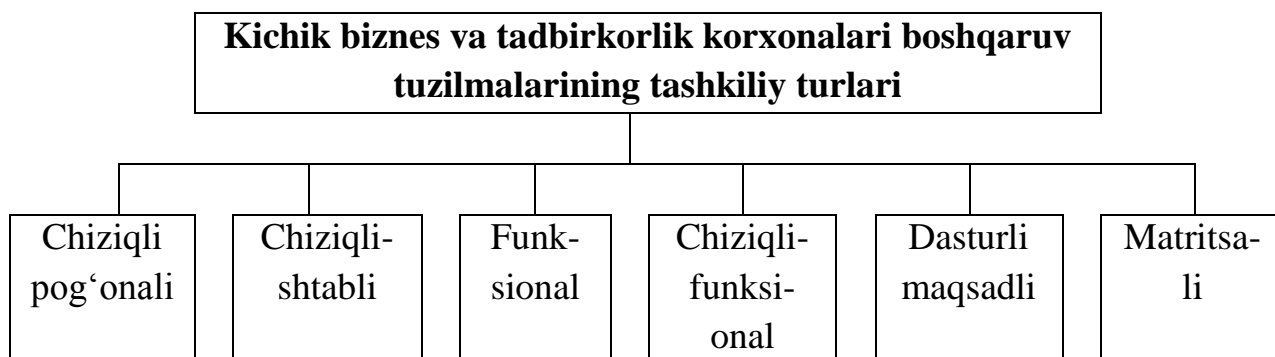 Kichik biznes va tadbirkorlik korxonalari boshqaruv
tuzilmalarining tashkiliy turlari
Chiziqli
pog‘onali
Chiziqli-
shtabli
Funk-
sional
Chiziqli-
funksi-
onal
Dasturli
maqsadli
Matritsa-
li